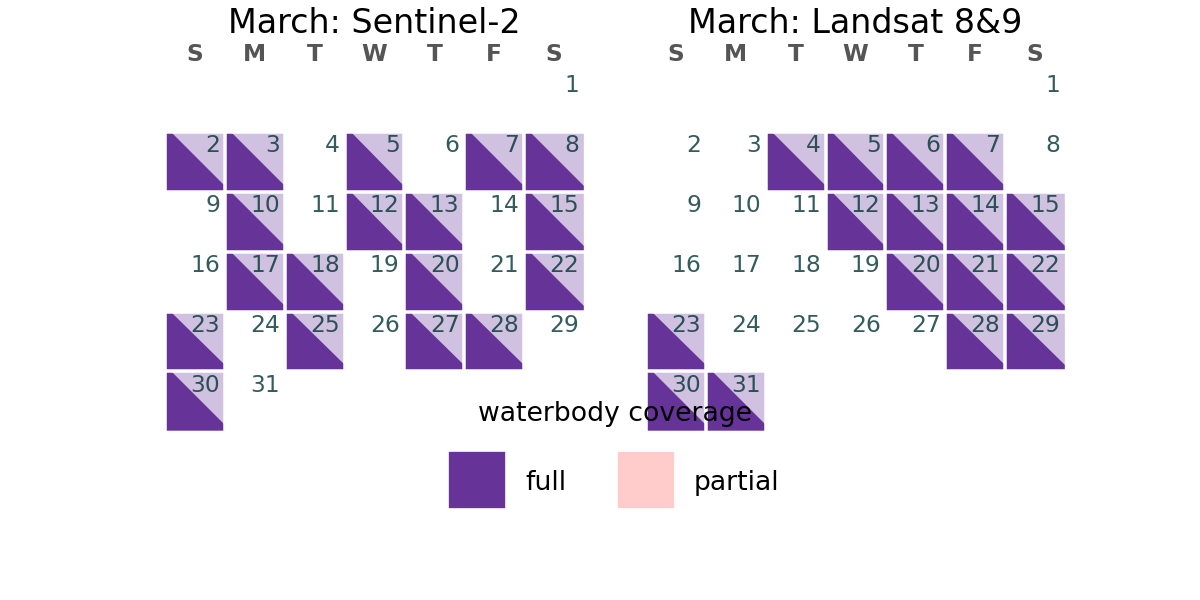 March: Sentinel-2
S M T W T F S
1
2 3 4 5 6 7 8
9 10 11 12 13 14 15
16 17 18 19 20 21 22
23 24 25 26 27 28 29
30 31
March: Landsat 8&9
S M T W T F S
1
2 3 4 5 6 7 8
9 10 11 12 13 14 15
16 17 18 19 20 21 22
23 24 25 26 27 28 29
30 31
waterbody coverage
full
partial